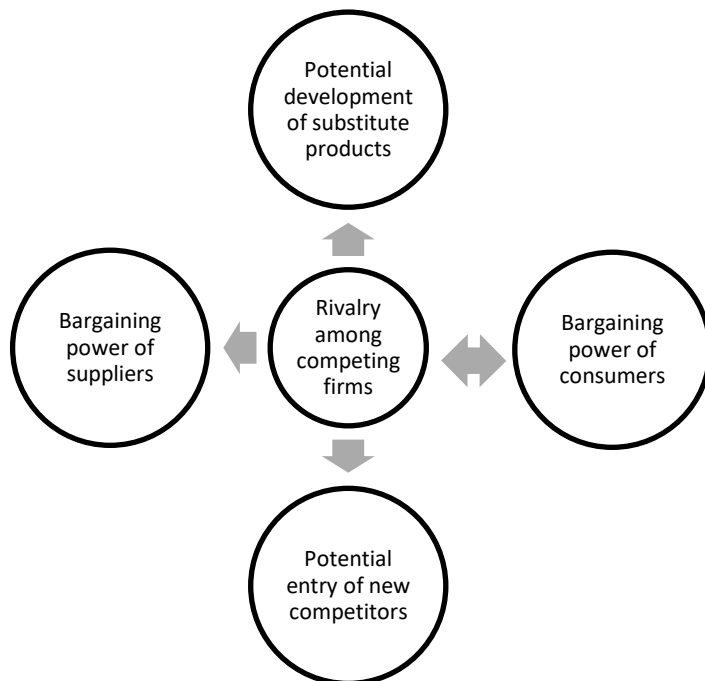 Potential
development
of substitute
products
Bargaining
power of
suppliers
Rivalry
among
competing
firms
Bargaining
power of
consumers
Potential
entry of new
competitors